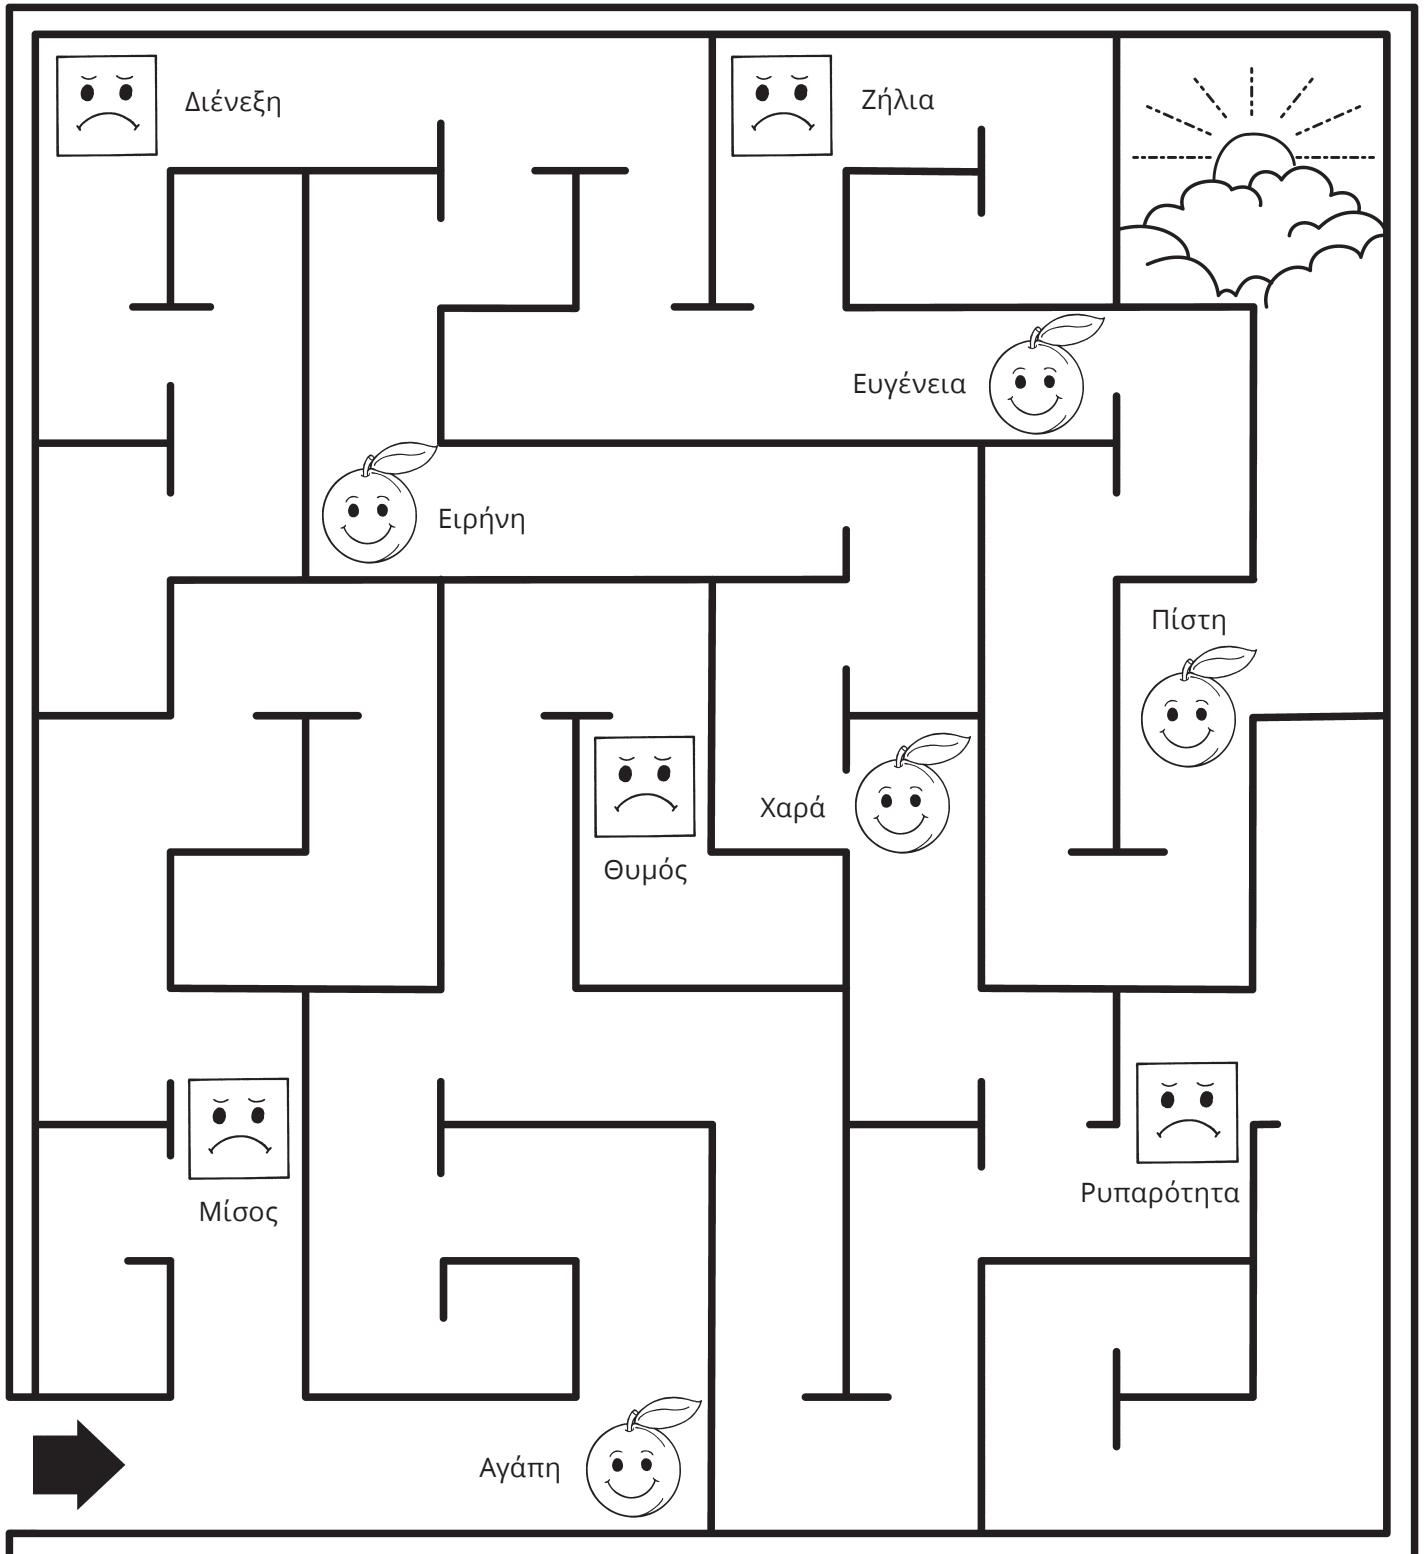 Διένεξη
Ζήλια
Ευγένεια
Ειρήνη
Πίστη
Χαρά
Θυμός
Ρυπαρότητα
Μίσος
Αγάπη